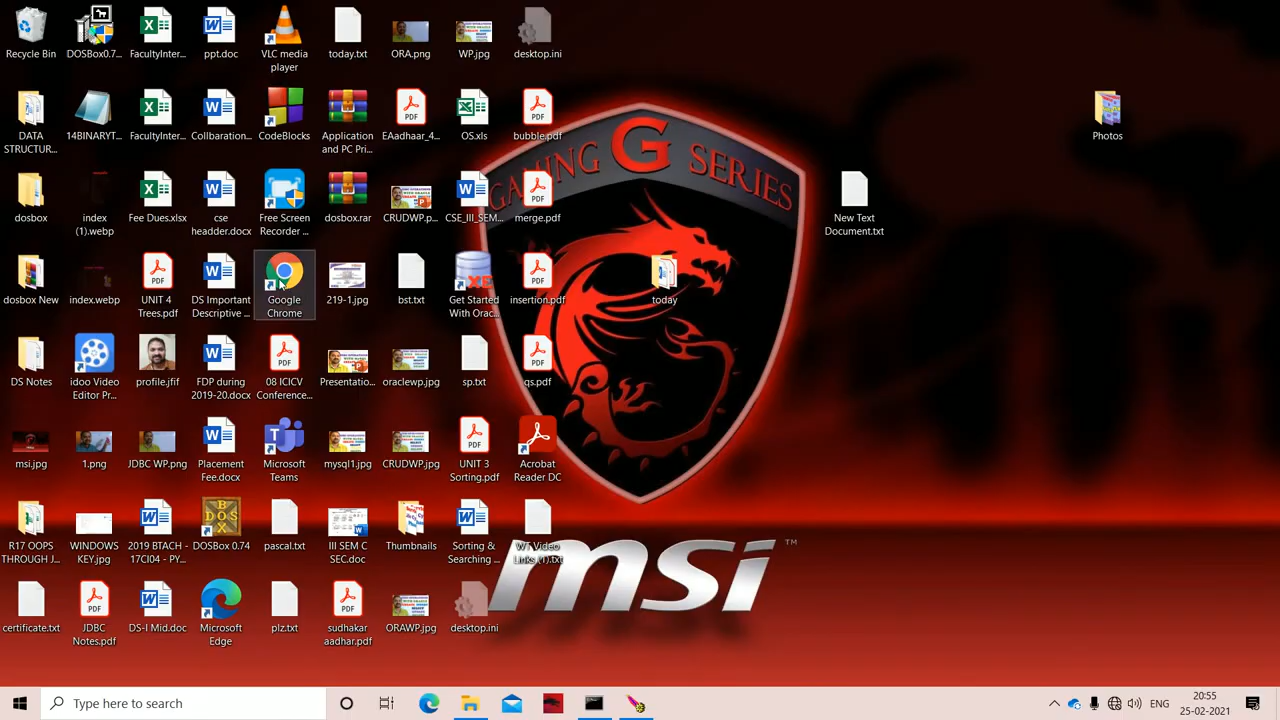 Recycle Bin
DOSBox0.7...
FacultyInter...
ppt.doc
VLC media
player
today.txt
ORA.png
WP.jpg
desktop.ini
DATA
STRUCTUR...
14BINARYT...
FacultyInter...
Collbaration...
CodeBlocks
Application
and PC Pri...
EAadhaar_4...
OS.xls
bubble.pdf
Photos
dosbox
index
(1).webp
Fee Dues.xlsx
cse
headder.docx
Free Screen
Recorder ...
dosbox.rar
CRUDWP.p...
CSE_III_SEM...
merge.pdf
New Text
Document.txt
GAMING G SERIES
dosbox New
index.webp
UNIT 4
Trees.pdf
DS Important
Descriptive ...
Google
Chrome
219-1.jpg
bst.txt
Get Started
With Orac...
insertion.pdf
today
DS Notes
idoo Video
Editor Pr...
profile.jfif
FDP during
2019-20.docx
08 ICICV
Conference...
Presentatio...
oraclewp.jpg
sp.txt
qs.pdf
msi.jpg
1.png
JDBC WP.png
Placement
Fee.docx
Microsoft
Teams
mysql1.jpg
CRUDWP.jpg
UNIT 3
Sorting.pdf
Acrobat
Reader DC
R17 OOPS
THROUGH J...
WINDOWS
KEY.jpg
2019 BTACH -
17CI04 - PY...
DOSBox 0.74
pascal.txt
III SEM C
SEC.doc
Thumbnails
Sorting &
Searching ...
WT Video
Links (1).txt
msi TM
certificate.txt
JDBC
Notes.pdf
DS-I Mid.doc
Microsoft
Edge
plz.txt
sudhakar
aadhar.pdf
ORAWP.jpg
desktop.ini
Type here to search
ENG
20:55
25-02-2021